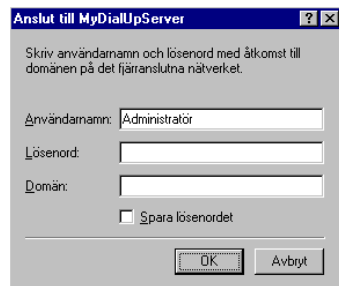 Anslut till MyDialUpServer
Skriv användarnamn och lösenord med åtkomst till
domänen på det fjärranslutna nätverket.
Användarnamn: Administratör
Lösenord:
Domän:
Spara lösenordet
OK Avbryt